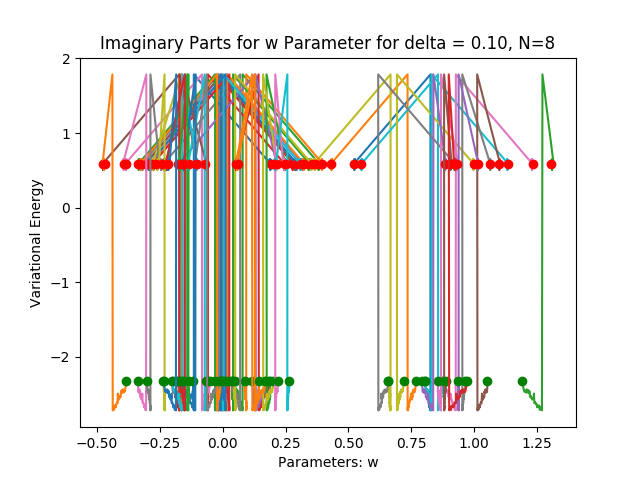 Imaginary Parts for w Parameter for delta = 0.10, N=8
2
1
0
−1
−2
Variational Energy
−0.50 −0.25 0.00 0.25 0.50 0.75 1.00 1.25
Parameters: w